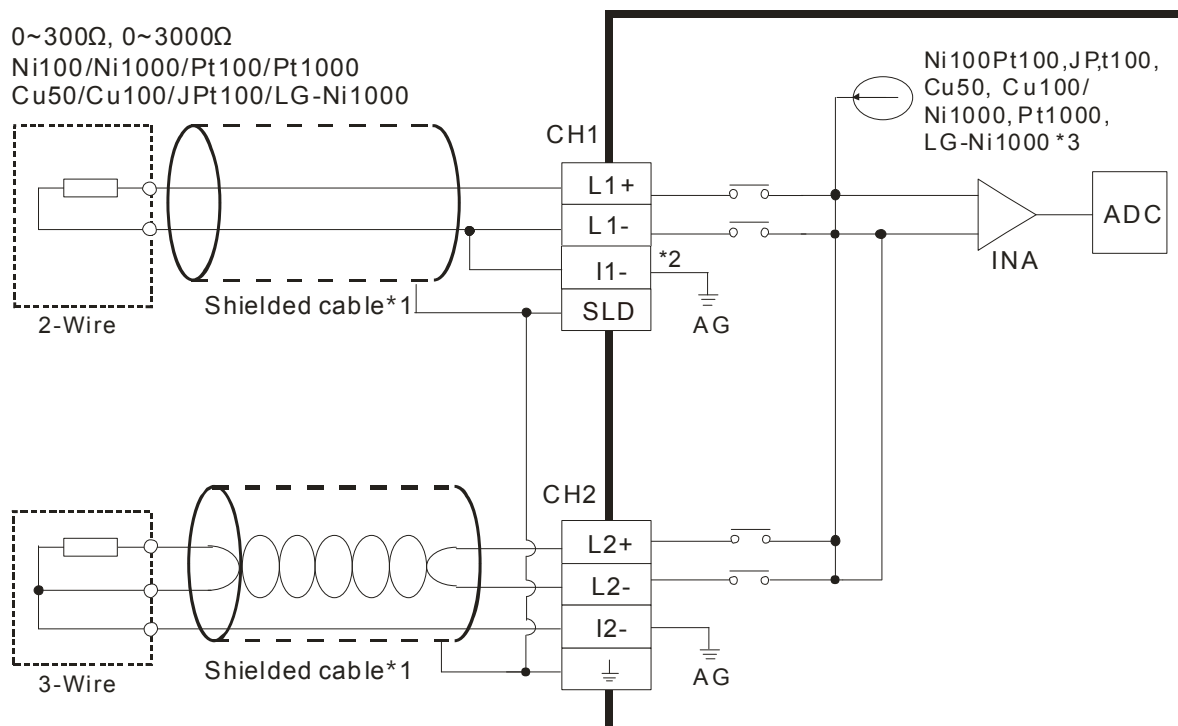 0~300Ω, 0~3000Ω
Ni100/Ni1000/Pt100/Pt1000
Cu50/Cu100/JPt100/LG-Ni1000
2-Wire
Shielded cable*1
CH1
L1+
L1-
I1-
SLD
*2
AG
Ni100Pt100,JP,t100,
Cu50, Cu100/
Ni1000, Pt1000,
LG-Ni1000 *3
INA
ADC
3-Wire
Shielded cable*1
CH2
L2+
L2-
I2-
AG